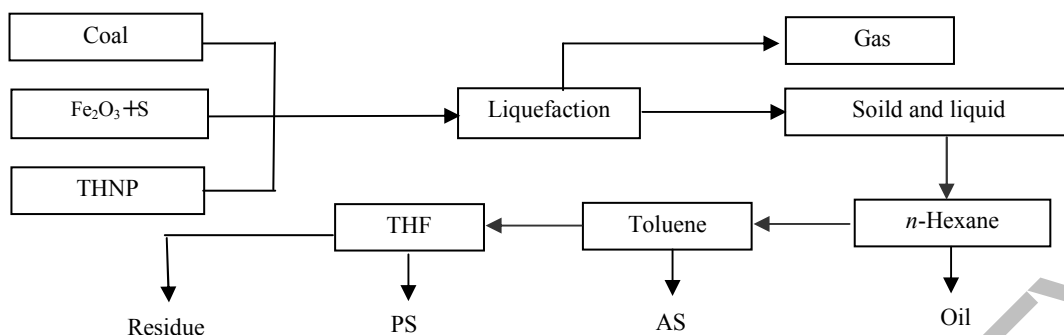 Coal
Gas
Fe₂O₃+S
Liquefaction
Soild and liquid
THNP
THF
Toluene
n-Hexane
Residue
PS
AS
Oil